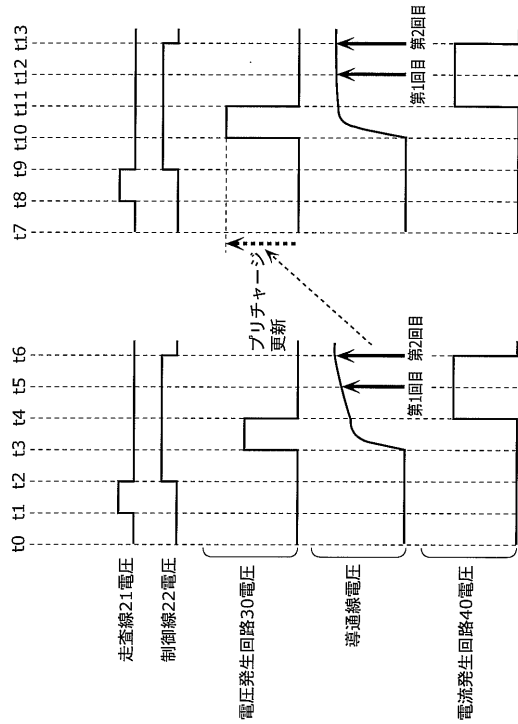 t0 t1 t2 t3 t4 t5 t6 t7 t8 t9 t10 t11 t12 t13
走査線21電圧
制御線22電圧
電圧発生回路30電圧
プリチャージ
更新
導通線電圧
第1回目
第2回目
第1回目
第2回目
電流発生回路40電圧